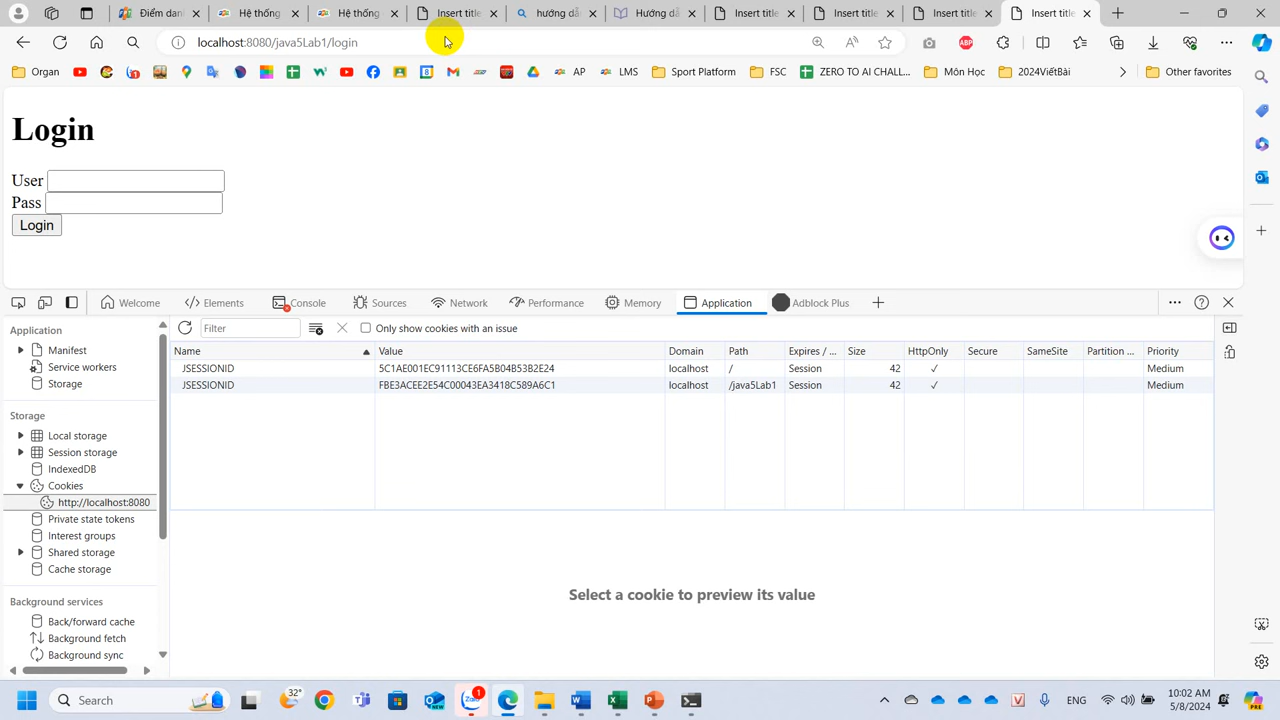 Điểm danh
Hệ thống
Hệ thống
Insert title
hướng dẫ
Hướng dẫ
Insert title
Insert title
Insert title
Insert title
localhost:8080/java5Lab1/login
Organ
AP
LMS
Sport Platform
FSC
ZERO TO AI CHALL...
Môn Học
2024ViếtBài
Other favorites
Login
User
Pass
Login
Welcome
Elements
Console
Sources
Network
Performance
Memory
Application
Adblock Plus
Application
Filter
Only show cookies with an issue
Manifest
Service workers
Storage
Storage
Local storage
Session storage
IndexedDB
Cookies
http://localhost:8080
Private state tokens
Interest groups
Shared storage
Cache storage
Background services
Back/forward cache
Background fetch
Background sync
Name Value Domain Path Expires / ... Size HttpOnly Secure SameSite Partition ... Priority
JSESSIONID 5C1AE001EC91113CE6FA5B04B53B2E24 localhost / Session 42 ✓ Medium
JSESSIONID FBE3ACEE2E54C00043EA3418C589A6C1 localhost /java5Lab1 Session 42 ✓ Medium
Select a cookie to preview its value
Search
32°
Zalo
1
ENG
10:02 AM
5/8/2024